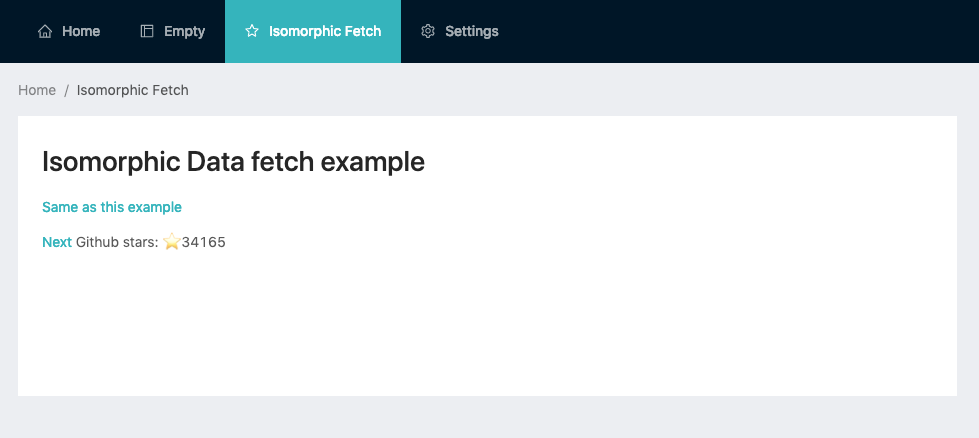 Home Empty Isomorphic Fetch Settings
Home / Isomorphic Fetch
Isomorphic Data fetch example
Same as this example
Next Github stars: ⭐34165